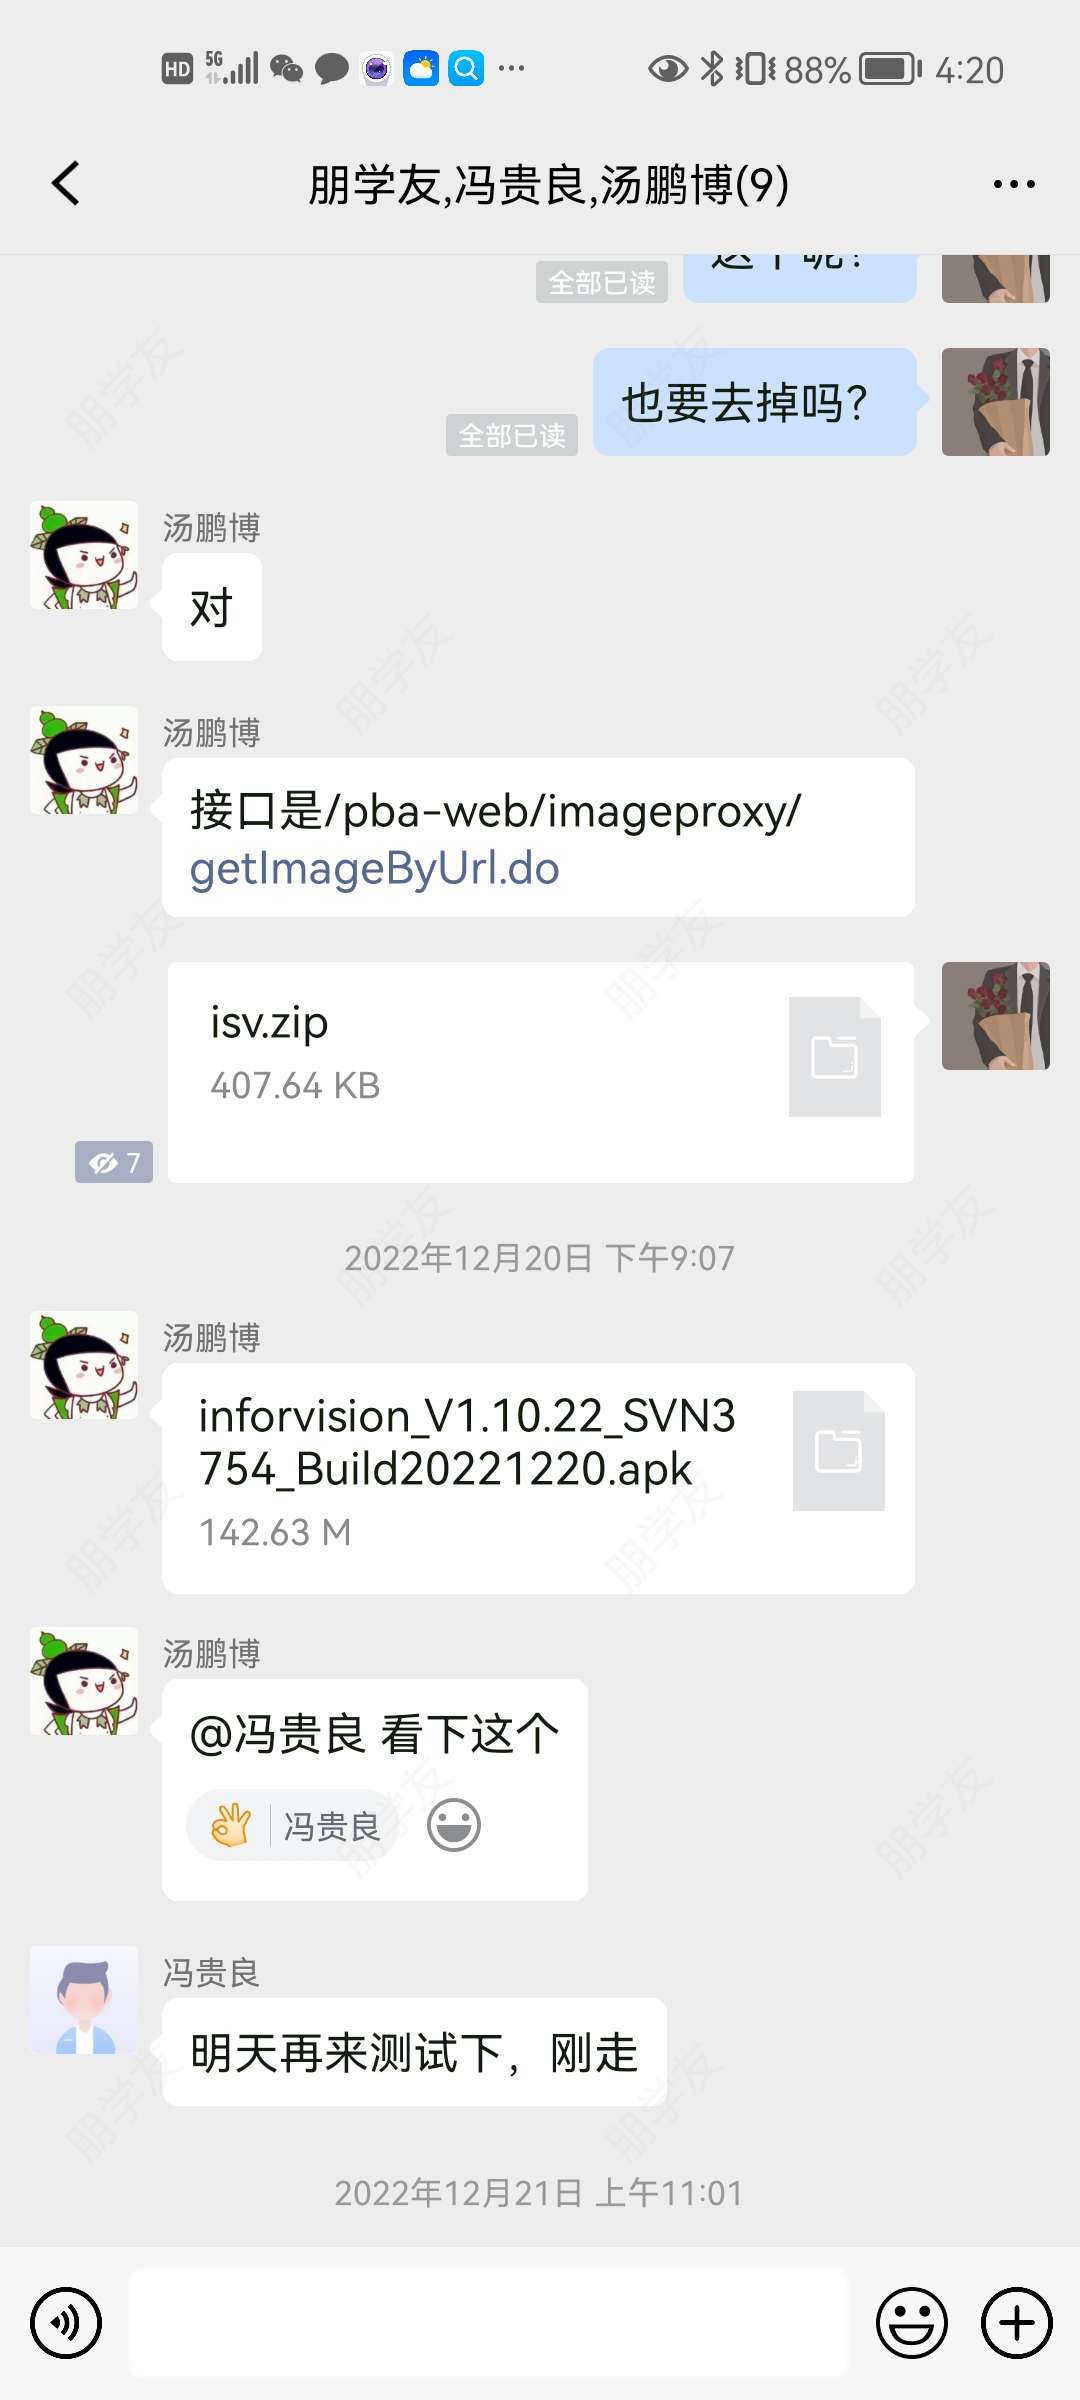 HD 5G 88% 4:20
朋学友,冯贵良,汤鹏博(9)
全部已读
也要去掉吗?
全部已读
汤鹏博
对
汤鹏博
接口是/pba-web/imageproxy/
getImageByUrl.do
isv.zip
407.64 KB
7
2022年12月20日 下午9:07
汤鹏博
inforvision_V1.10.22_SVN3
754_Build20221220.apk
142.63 M
汤鹏博
@冯贵良 看下这个
冯贵良
冯贵良
明天再来测试下，刚走
2022年12月21日 上午11:01
朋学友